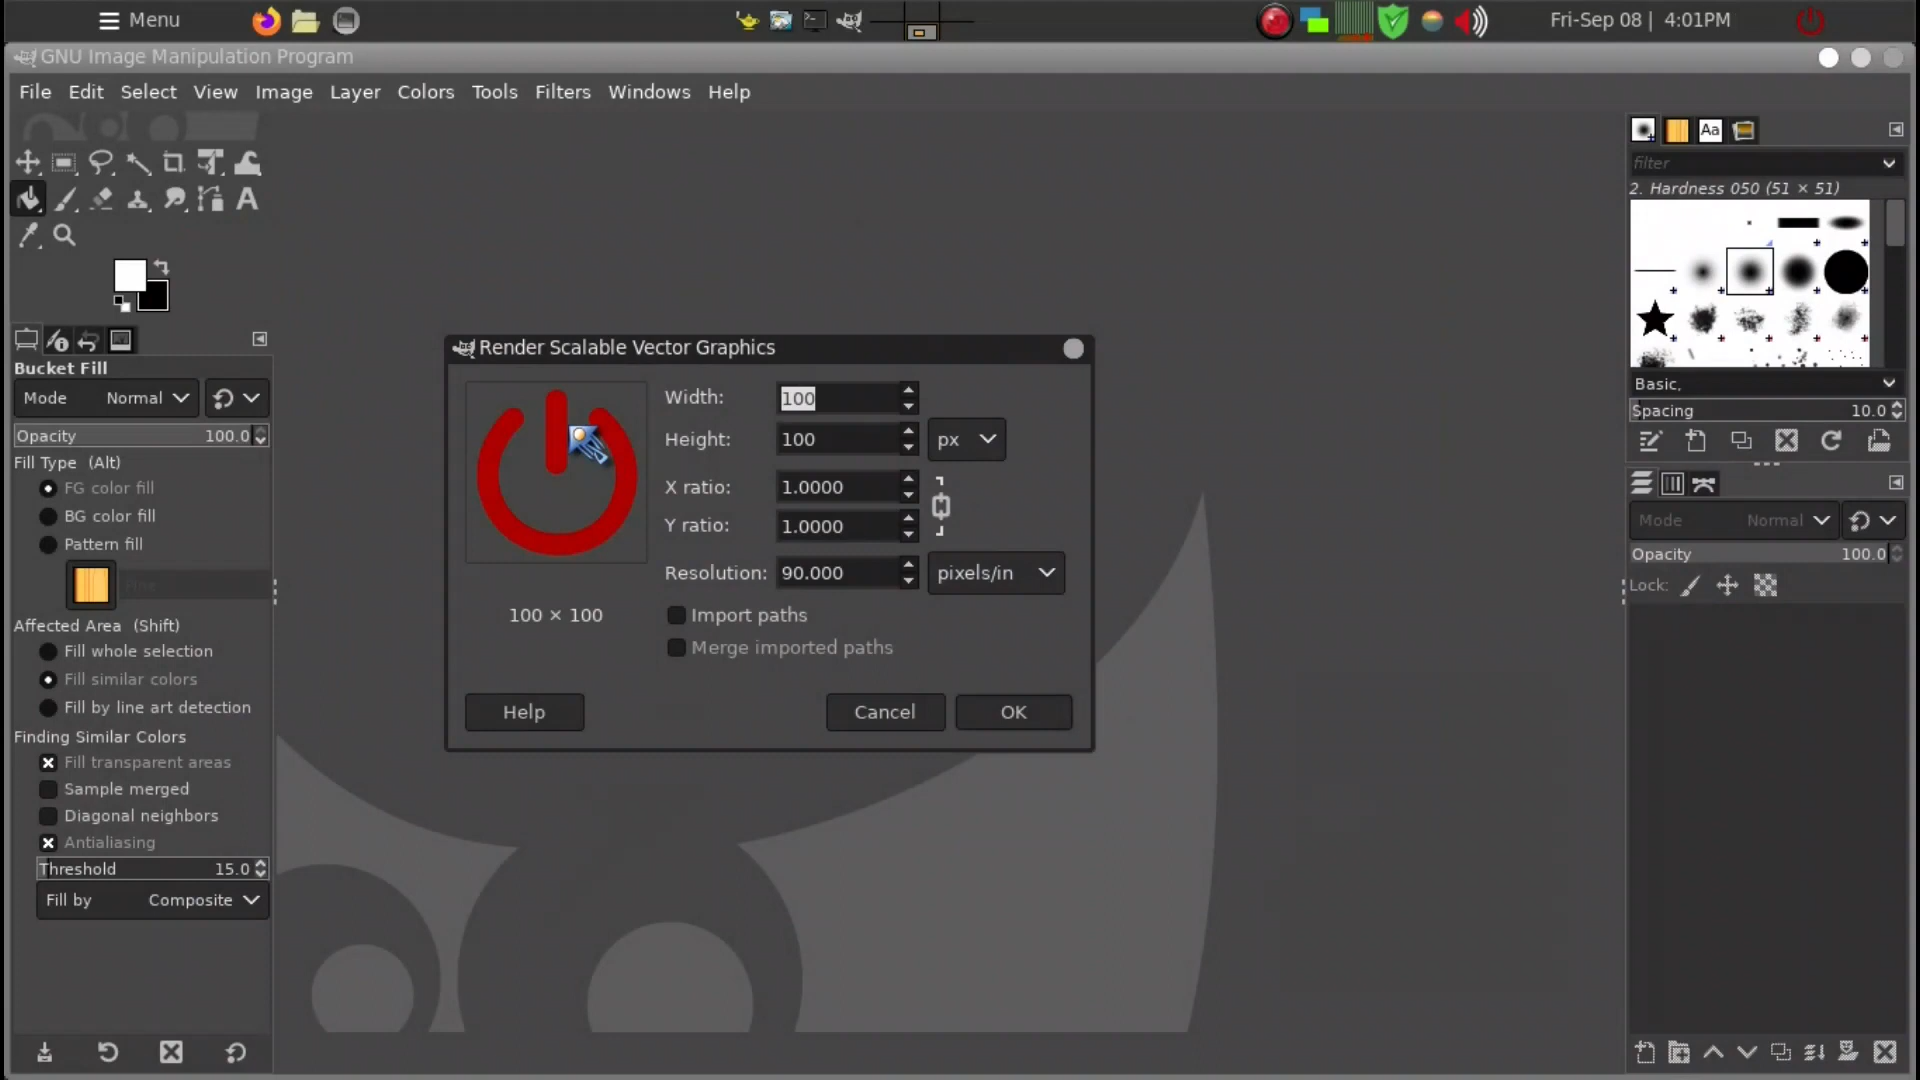 Menu
Fri-Sep 08 | 4:01PM
GNU Image Manipulation Program
File Edit Select View Image Layer Colors Tools Filters Windows Help
Bucket Fill
Mode Normal
Opacity 100.0
Fill Type (Alt)
FG color fill
BG color fill
Pattern fill
Affected Area (Shift)
Fill whole selection
Fill similar colors
Fill by line art detection
Finding Similar Colors
Fill transparent areas
Sample merged
Diagonal neighbors
Antialiasing
Threshold 15.0
Fill by Composite
Render Scalable Vector Graphics
Width: 100
Height: 100 px
X ratio: 1.0000
Y ratio: 1.0000
Resolution: 90.000 pixels/in
100 × 100
Import paths
Merge imported paths
Help Cancel OK
Aa
filter
2. Hardness 050 (51 × 51)
Basic,
Spacing 10.0
Mode Normal
Opacity 100.0
Lock: